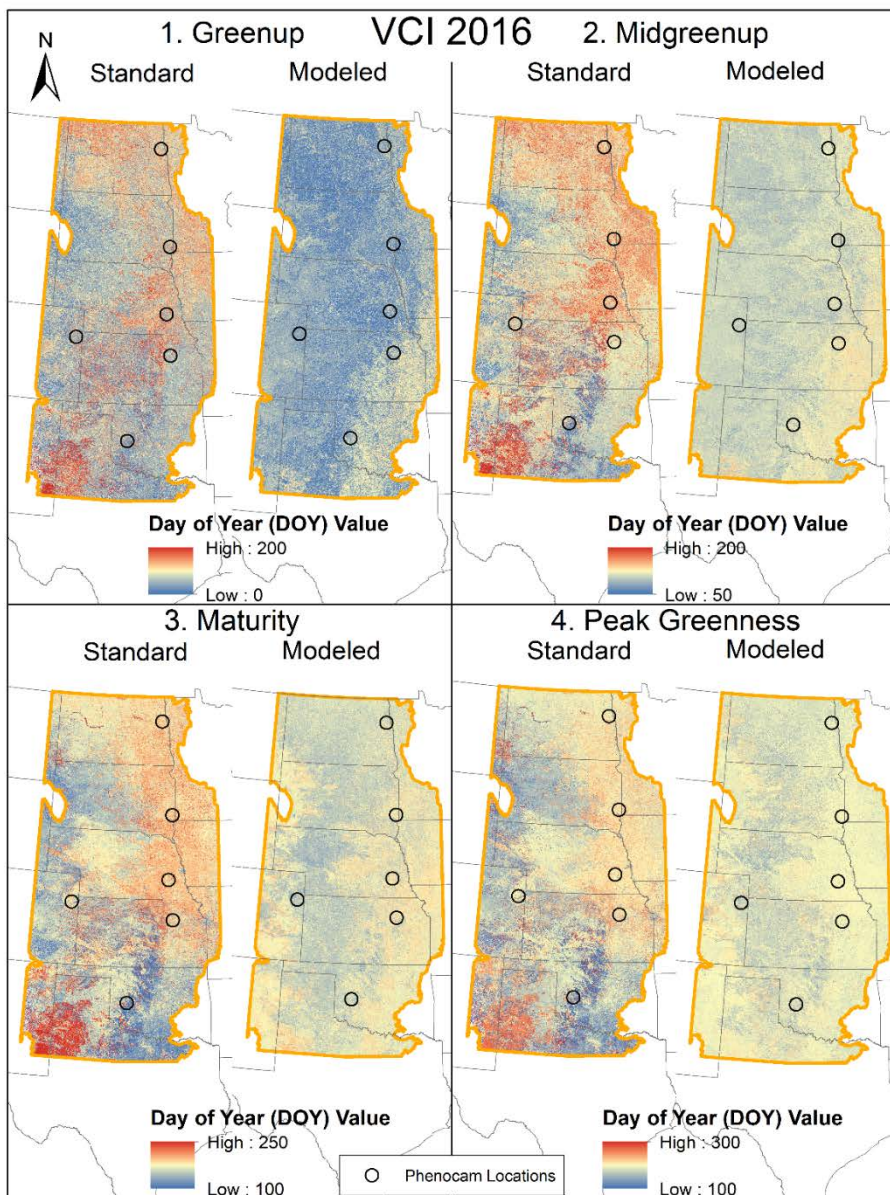 VCI 2016
1. Greenup
2. Midgreenup
N
Standard
Modeled
Standard
Modeled
Day of Year (DOY) Value
High : 200
Low : 0
Day of Year (DOY) Value
High : 200
Low : 50
3. Maturity
4. Peak Greenness
Standard
Modeled
Standard
Modeled
Day of Year (DOY) Value
High : 250
Low : 100
Day of Year (DOY) Value
High : 300
Low : 100
Phenocam Locations